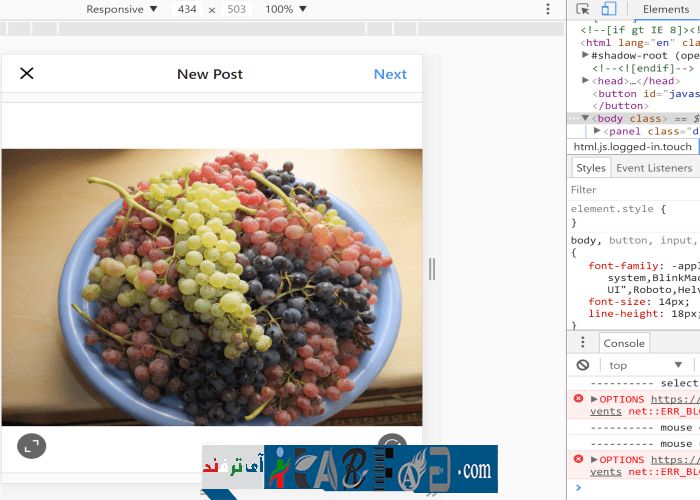 Responsive ▼ 434 × 503 100% ▼
Elements
<!--[if gt IE 8]><
<html lang="en" cla
▶#shadow-root (ope
<!--<![endif]-->
▶<head>…</head>
<button id="javas
</button>
… ▼<body class> == $
▶<panel class="d
html.js.logged-in.touch
Styles Event Listeners
Filter
element.style {
}
body, button, input,
{
font-family: -appl
system,BlinkMac
UI",Roboto,Helv
font-size: 14px;
line-height: 18px;
}
Console
top ▼
---------- select
▶OPTIONS https://
vents net::ERR_BL
---------- mouse
---------- mouse
▶OPTIONS https://
vents net::ERR_BL
New Post
Next
آی‌ترفند
.com